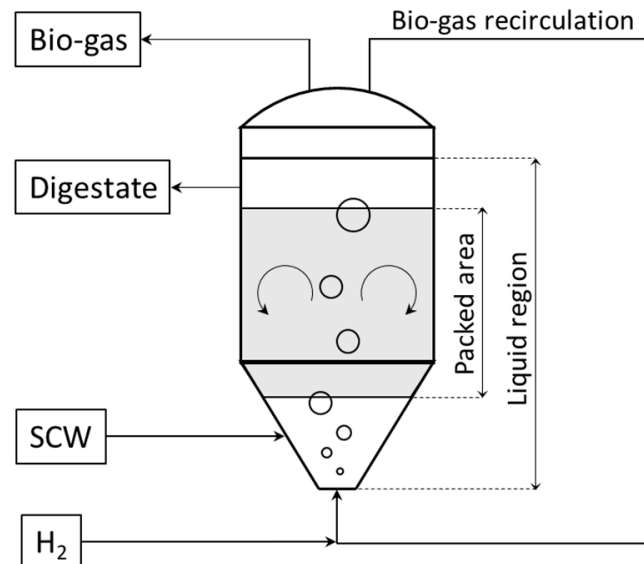 Bio-gas
Bio-gas recirculation
Digestate
Packed area
Liquid region
SCW
H₂